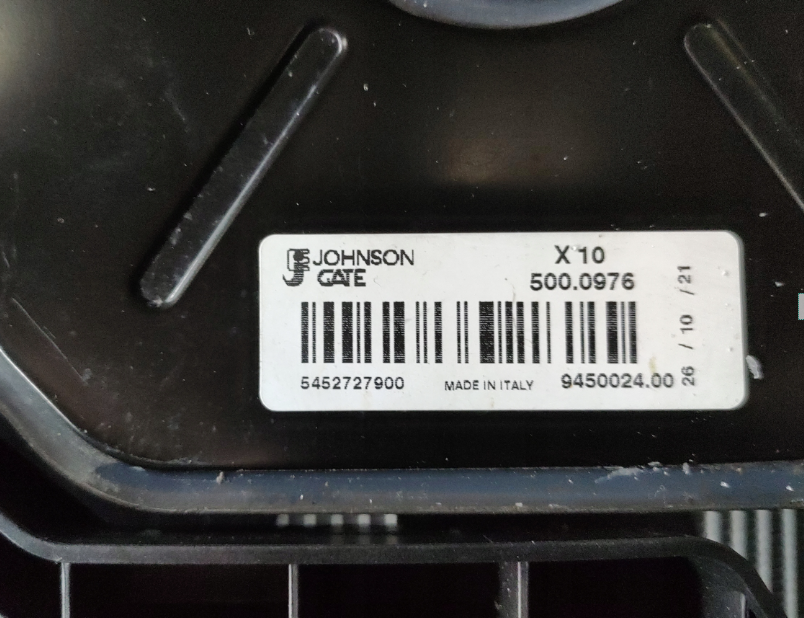 JOHNSON
GATE
X 10
500.0976
5452727900
MADE IN ITALY
9450024.00
26 / 10 / 21